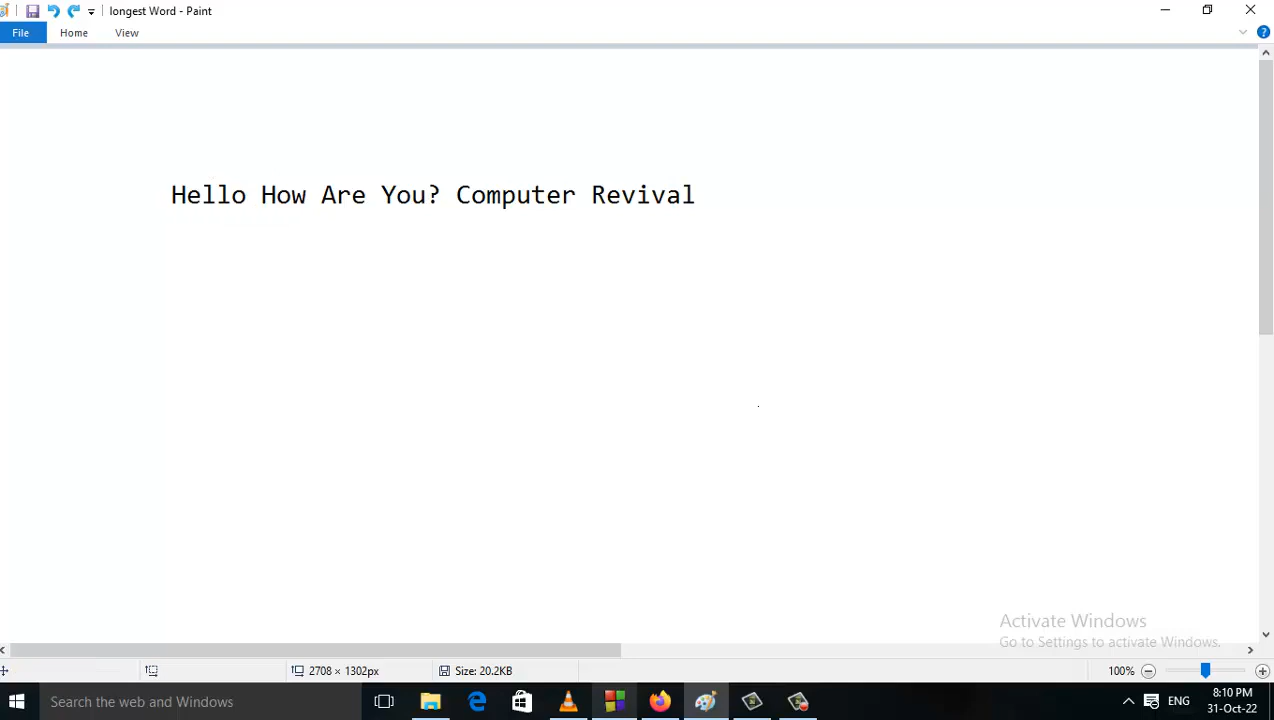 longest Word - Paint
File Home View
Hello How Are You? Computer Revival
Activate Windows
Go to Settings to activate Windows.
2708 × 1302px Size: 20.2KB 100%
Search the web and Windows ENG 8:10 PM
31-Oct-22